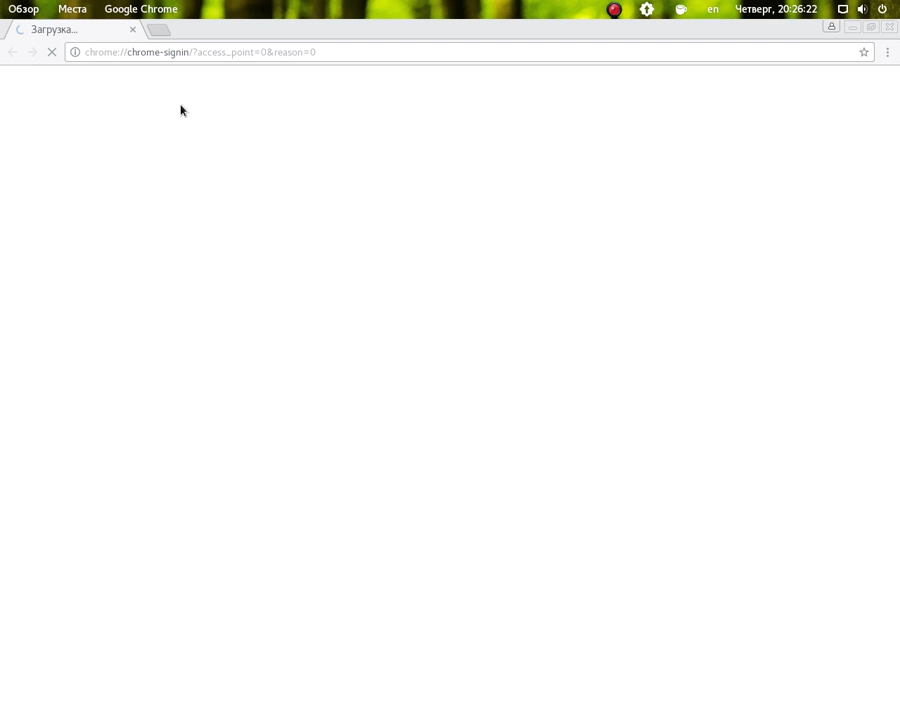 Обзор Места Google Chrome en Четверг, 20:26:22
Загрузка...
chrome://chrome-signin/?access_point=0&reason=0